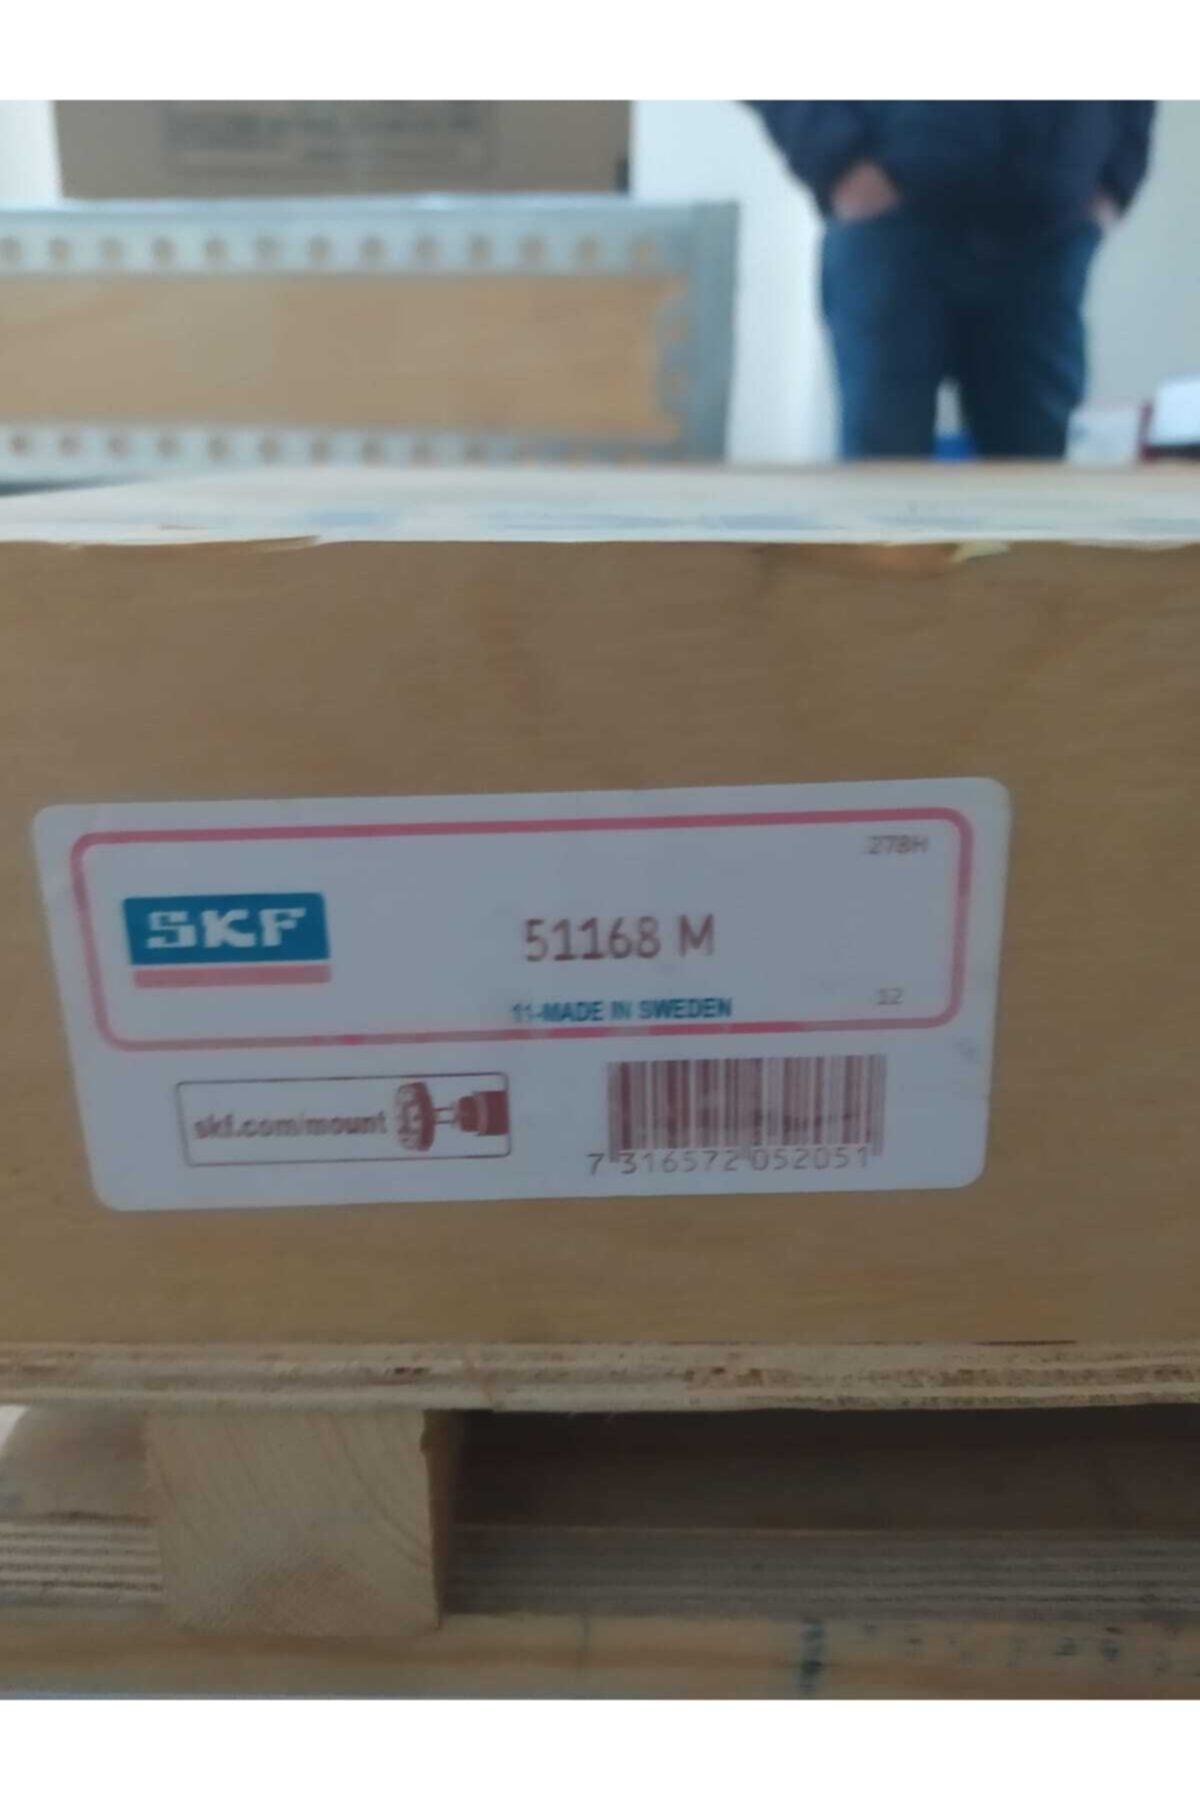 278H
SKF
51168 M
12
11-MADE IN SWEDEN
skf.com/mount
7 316572 052051